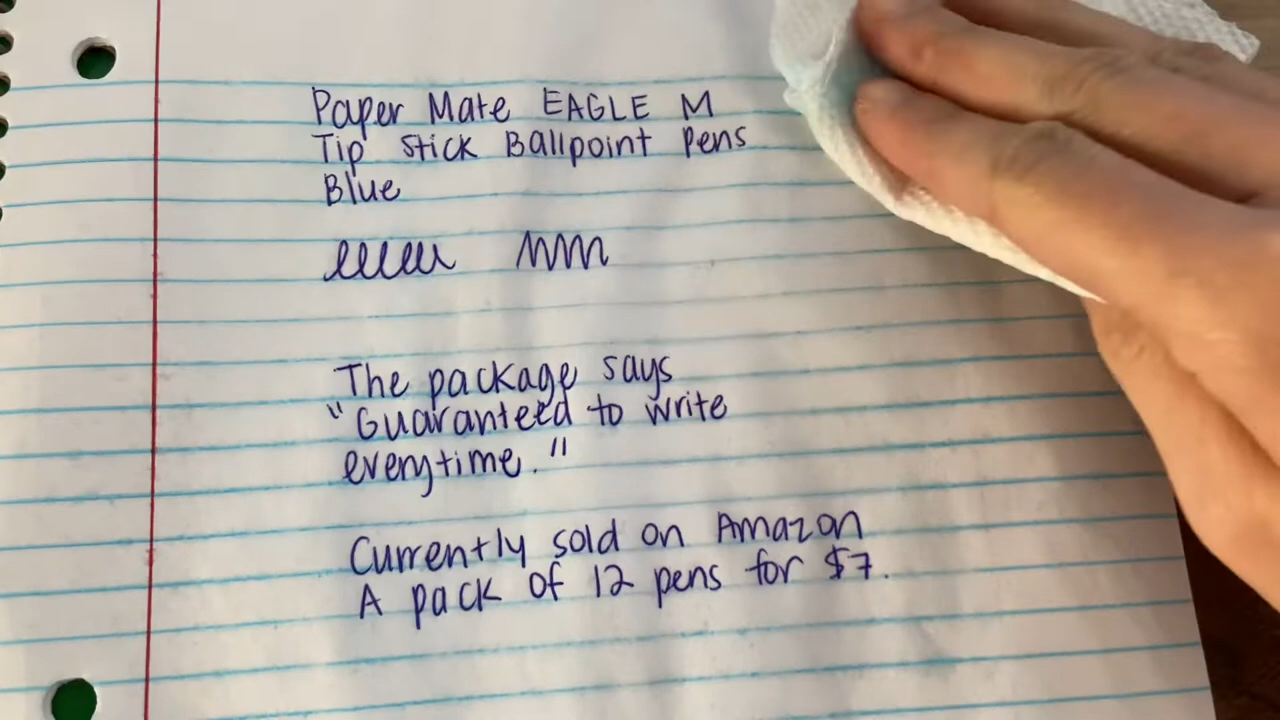 Paper Mate EAGLE M
Tip Stick Ballpoint Pens
Blue
The package says
"Guaranteed to write
everytime."
Currently sold on Amazon
A pack of 12 pens for $7.